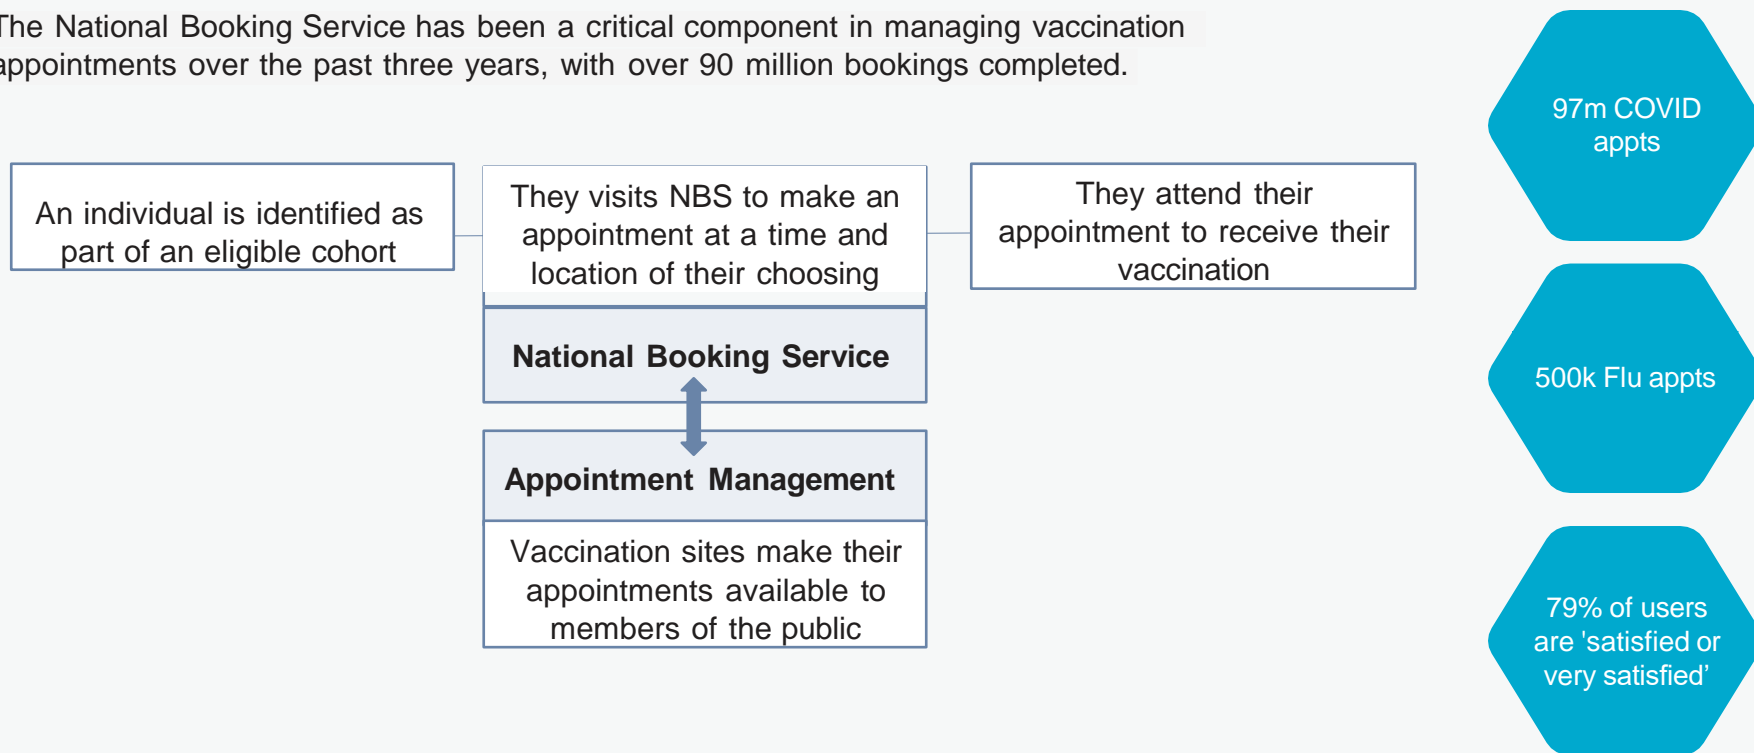 The National Booking Service has been a critical component in managing vaccination
appointments over the past three years, with over 90 million bookings completed.
An individual is identified as
part of an eligible cohort
They visits NBS to make an
appointment at a time and
location of their choosing
They attend their
appointment to receive their
vaccination
National Booking Service
Appointment Management
Vaccination sites make their
appointments available to
members of the public
97m COVID
appts
500k Flu appts
79% of users
are 'satisfied or
very satisfied’